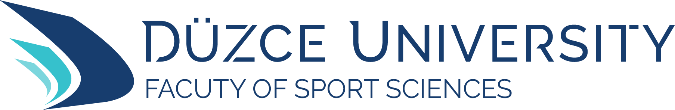 DÜZCE UNIVERSITY
FACUTY OF SPORT SCIENCES